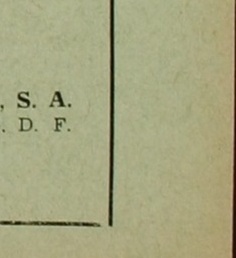 , S. A.
. D. F.